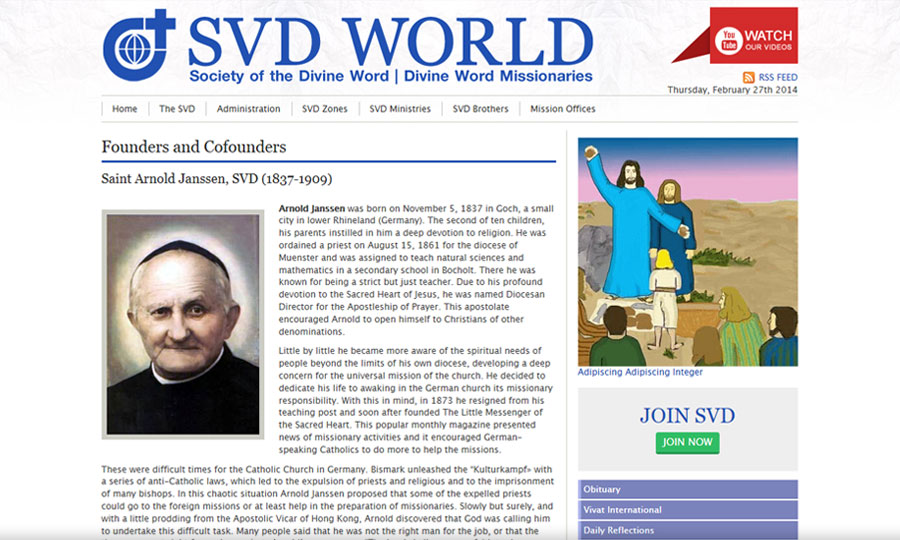 SVD WORLD
Society of the Divine Word | Divine Word Missionaries
You
Tube
WATCH
OUR VIDEOS
RSS FEED
Thursday, February 27th 2014
Home
The SVD
Administration
SVD Zones
SVD Ministries
SVD Brothers
Mission Offices
Founders and Cofounders
Saint Arnold Janssen, SVD (1837-1909)
Arnold Janssen was born on November 5, 1837 in Goch, a small
city in lower Rhineland (Germany). The second of ten children,
his parents instilled in him a deep devotion to religion. He was
ordained a priest on August 15, 1861 for the diocese of
Muenster and was assigned to teach natural sciences and
mathematics in a secondary school in Bocholt. There he was
known for being a strict but just teacher. Due to his profound
devotion to the Sacred Heart of Jesus, he was named Diocesan
Director for the Apostleship of Prayer. This apostolate
encouraged Arnold to open himself to Christians of other
denominations.
Little by little he became more aware of the spiritual needs of
people beyond the limits of his own diocese, developing a deep
concern for the universal mission of the church. He decided to
dedicate his life to awaking in the German church its missionary
responsibility. With this in mind, in 1873 he resigned from his
teaching post and soon after founded The Little Messenger of
the Sacred Heart. This popular monthly magazine presented
news of missionary activities and it encouraged German-
speaking Catholics to do more to help the missions.
These were difficult times for the Catholic Church in Germany. Bismark unleashed the "Kulturkampf» with
a series of anti-Catholic laws, which led to the expulsion of priests and religious and to the imprisonment
of many bishops. In this chaotic situation Arnold Janssen proposed that some of the expelled priests
could go to the foreign missions or at least help in the preparation of missionaries. Slowly but surely, and
with a little prodding from the Apostolic Vicar of Hong Kong, Arnold discovered that God was calling him
to undertake this difficult task. Many people said that he was not the right man for the job, or that the
Adipiscing Adipiscing Integer
JOIN SVD
JOIN NOW
Obituary
Vivat International
Daily Reflections